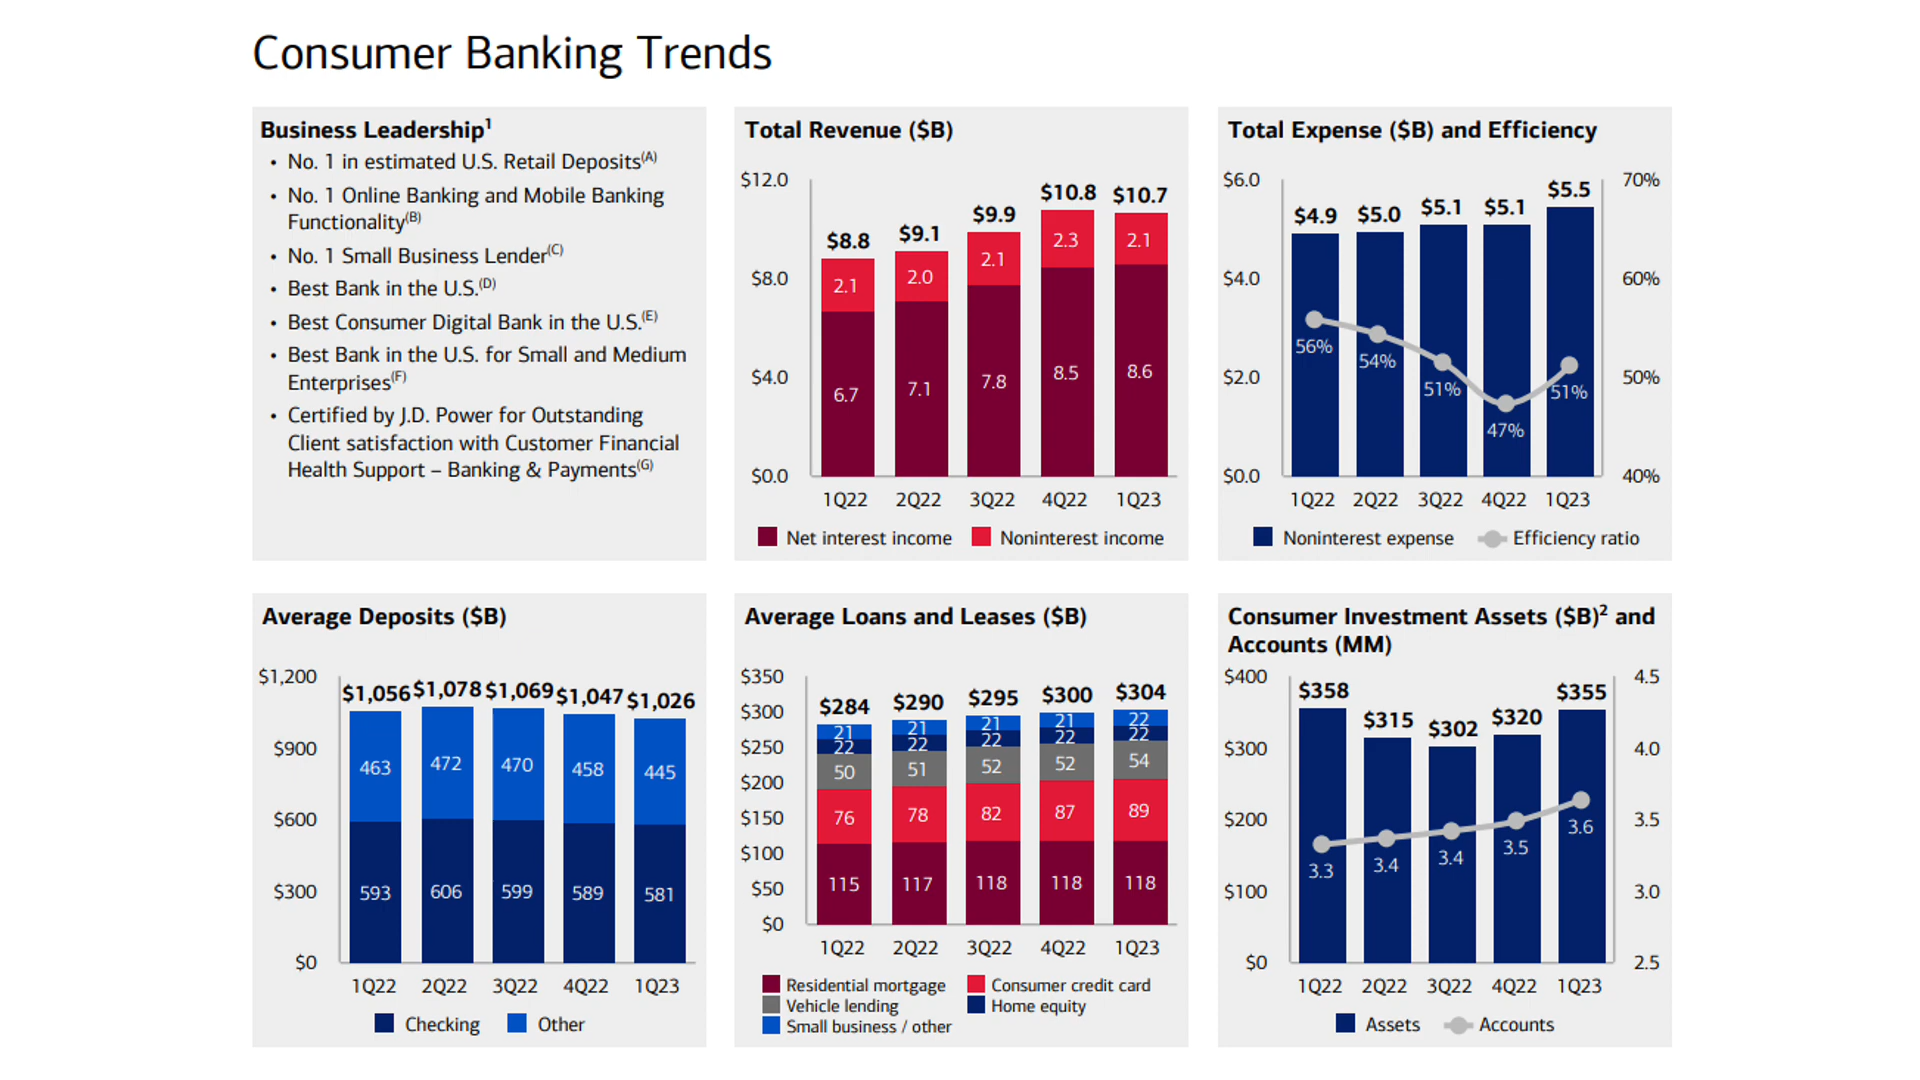 Consumer Banking Trends
Business Leadership1
• No. 1 in estimated U.S. Retail Deposits(A)
• No. 1 Online Banking and Mobile Banking
Functionality(B)
• No. 1 Small Business Lender(C)
• Best Bank in the U.S.(D)
• Best Consumer Digital Bank in the U.S.(E)
• Best Bank in the U.S. for Small and Medium
Enterprises(F)
• Certified by J.D. Power for Outstanding
Client satisfaction with Customer Financial
Health Support – Banking & Payments(G)
Total Revenue ($B)
$12.0
$8.0
$4.0
$0.0
$8.8 $9.1 $9.9 $10.8 $10.7
2.1 2.0 2.1 2.3 2.1
6.7 7.1 7.8 8.5 8.6
1Q22 2Q22 3Q22 4Q22 1Q23
Net interest income Noninterest income
Total Expense ($B) and Efficiency
$6.0
$4.0
$2.0
$0.0
$4.9 $5.0 $5.1 $5.1 $5.5
56% 54% 51% 47% 51%
70%
60%
50%
40%
1Q22 2Q22 3Q22 4Q22 1Q23
Noninterest expense Efficiency ratio
Average Deposits ($B)
$1,200
$900
$600
$300
$0
$1,056 $1,078 $1,069 $1,047 $1,026
463 472 470 458 445
593 606 599 589 581
1Q22 2Q22 3Q22 4Q22 1Q23
Checking Other
Average Loans and Leases ($B)
$350
$300
$250
$200
$150
$100
$50
$0
$284 $290 $295 $300 $304
21 21 21 21 22
22 22 22 22 22
50 51 52 52 54
76 78 82 87 89
115 117 118 118 118
1Q22 2Q22 3Q22 4Q22 1Q23
Residential mortgage Consumer credit card
Vehicle lending Home equity
Small business / other
Consumer Investment Assets ($B)2 and
Accounts (MM)
$400
$300
$200
$100
$0
$358 $315 $302 $320 $355
3.3 3.4 3.4 3.5 3.6
4.5
4.0
3.5
3.0
2.5
1Q22 2Q22 3Q22 4Q22 1Q23
Assets Accounts